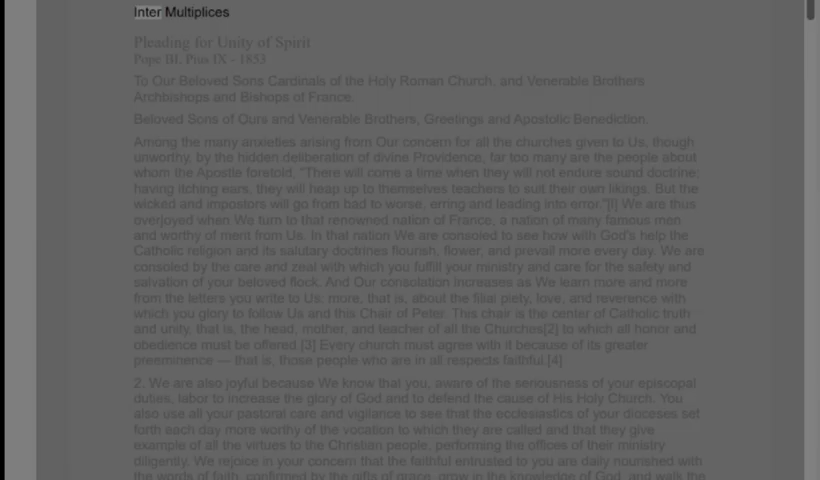 Inter Multiplices
Pleading for Unity of Spirit
Pope Bl. Pius IX - 1853
To Our Beloved Sons Cardinals of the Holy Roman Church, and Venerable Brothers
Archbishops and Bishops of France.
Beloved Sons of Ours and Venerable Brothers, Greetings and Apostolic Benediction.
Among the many anxieties arising from Our concern for all the churches given to Us, though
unworthy, by the hidden deliberation of divine Providence, far too many are the people about
whom the Apostle foretold, "There will come a time when they will not endure sound doctrine:
having itching ears, they will heap up to themselves teachers to suit their own likings. But the
wicked and impostors will go from bad to worse, erring and leading into error."[l] We are thus
overjoyed when We turn to that renowned nation of France, a nation of many famous men
and worthy of merit from Us. In that nation We are consoled to see how with God's help the
Catholic religion and its salutary doctrines flourish, flower, and prevail more every day. We are
consoled by the care and zeal with which you fulfill your ministry and care for the safety and
salvation of your beloved flock. And Our consolation increases as We learn more and more
from the letters you write to Us: more, that is, about the filial piety, love, and reverence with
which you glory to follow Us and this Chair of Peter. This chair is the center of Catholic truth
and unity, that is, the head, mother, and teacher of all the Churches[2] to which all honor and
obedience must be offered.[3] Every church must agree with it because of its greater
preeminence — that is, those people who are in all respects faithful.[4]
2. We are also joyful because We know that you, aware of the seriousness of your episcopal
duties, labor to increase the glory of God and to defend the cause of His Holy Church. You
also use all your pastoral care and vigilance to see that the ecclesiastics of your dioceses set
forth each day more worthy of the vocation to which they are called and that they give
example of all the virtues to the Christian people, performing the offices of their ministry
diligently. We rejoice in your concern that the faithful entrusted to you are daily nourished with
the words of faith, confirmed by the gifts of grace, grow in the knowledge of God, and walk the